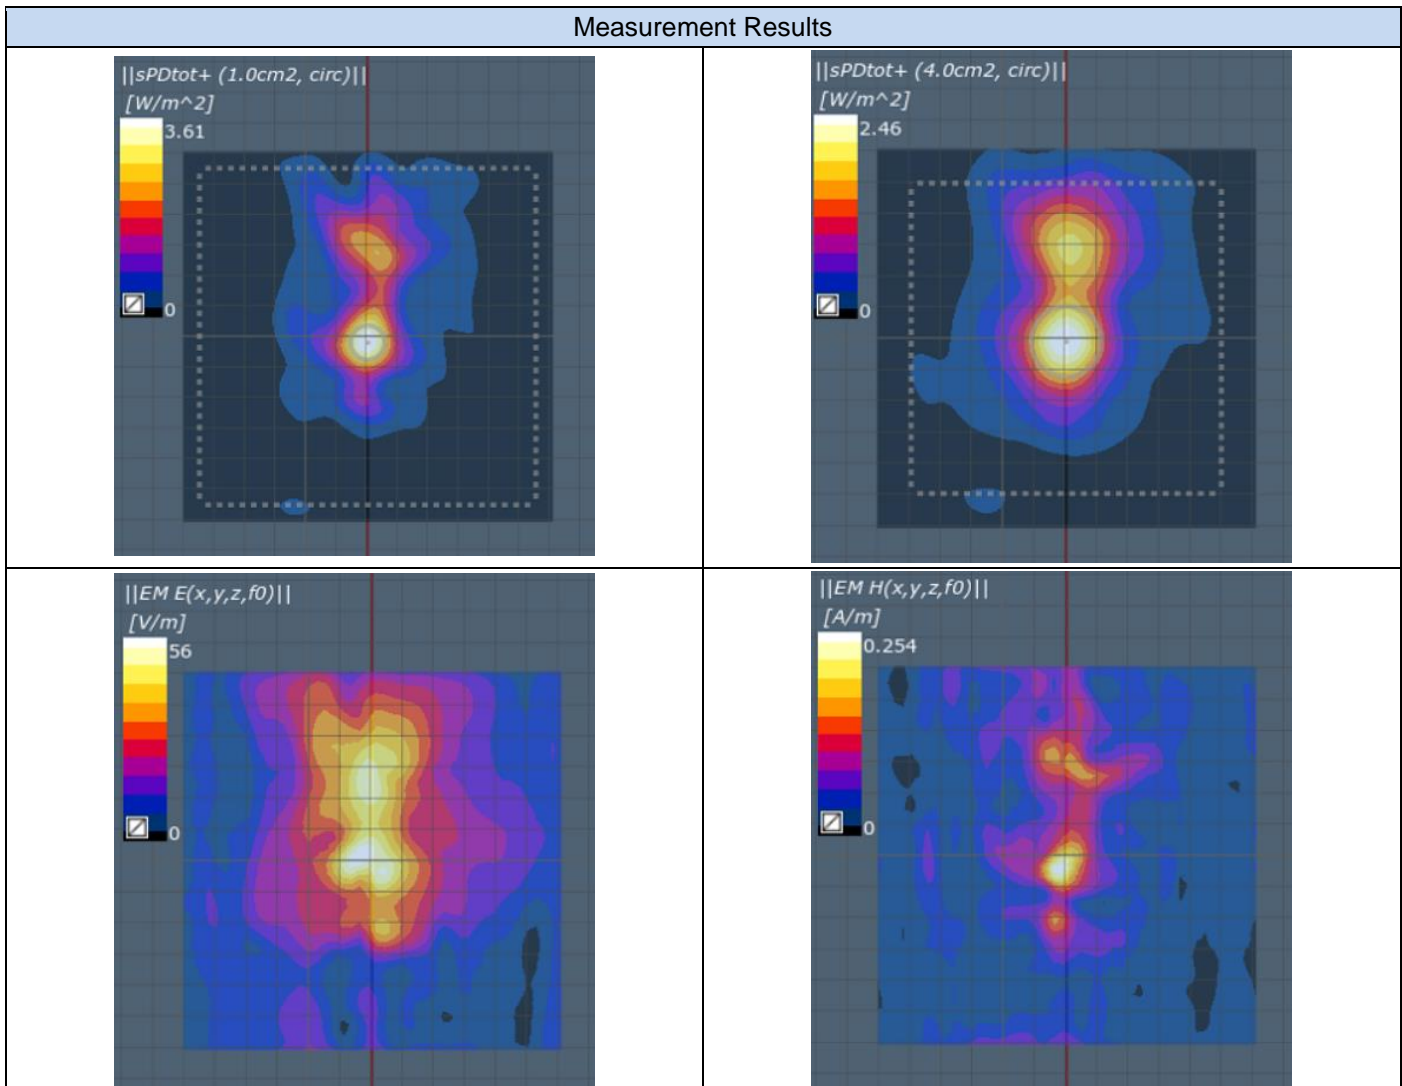 Measurement Results
||sPDtot+ (1.0cm2, circ)||
[W/m^2]
3.61
0
||sPDtot+ (4.0cm2, circ)||
[W/m^2]
2.46
0
||EM E(x,y,z,f0)||
[V/m]
56
0
||EM H(x,y,z,f0)||
[A/m]
0.254
0